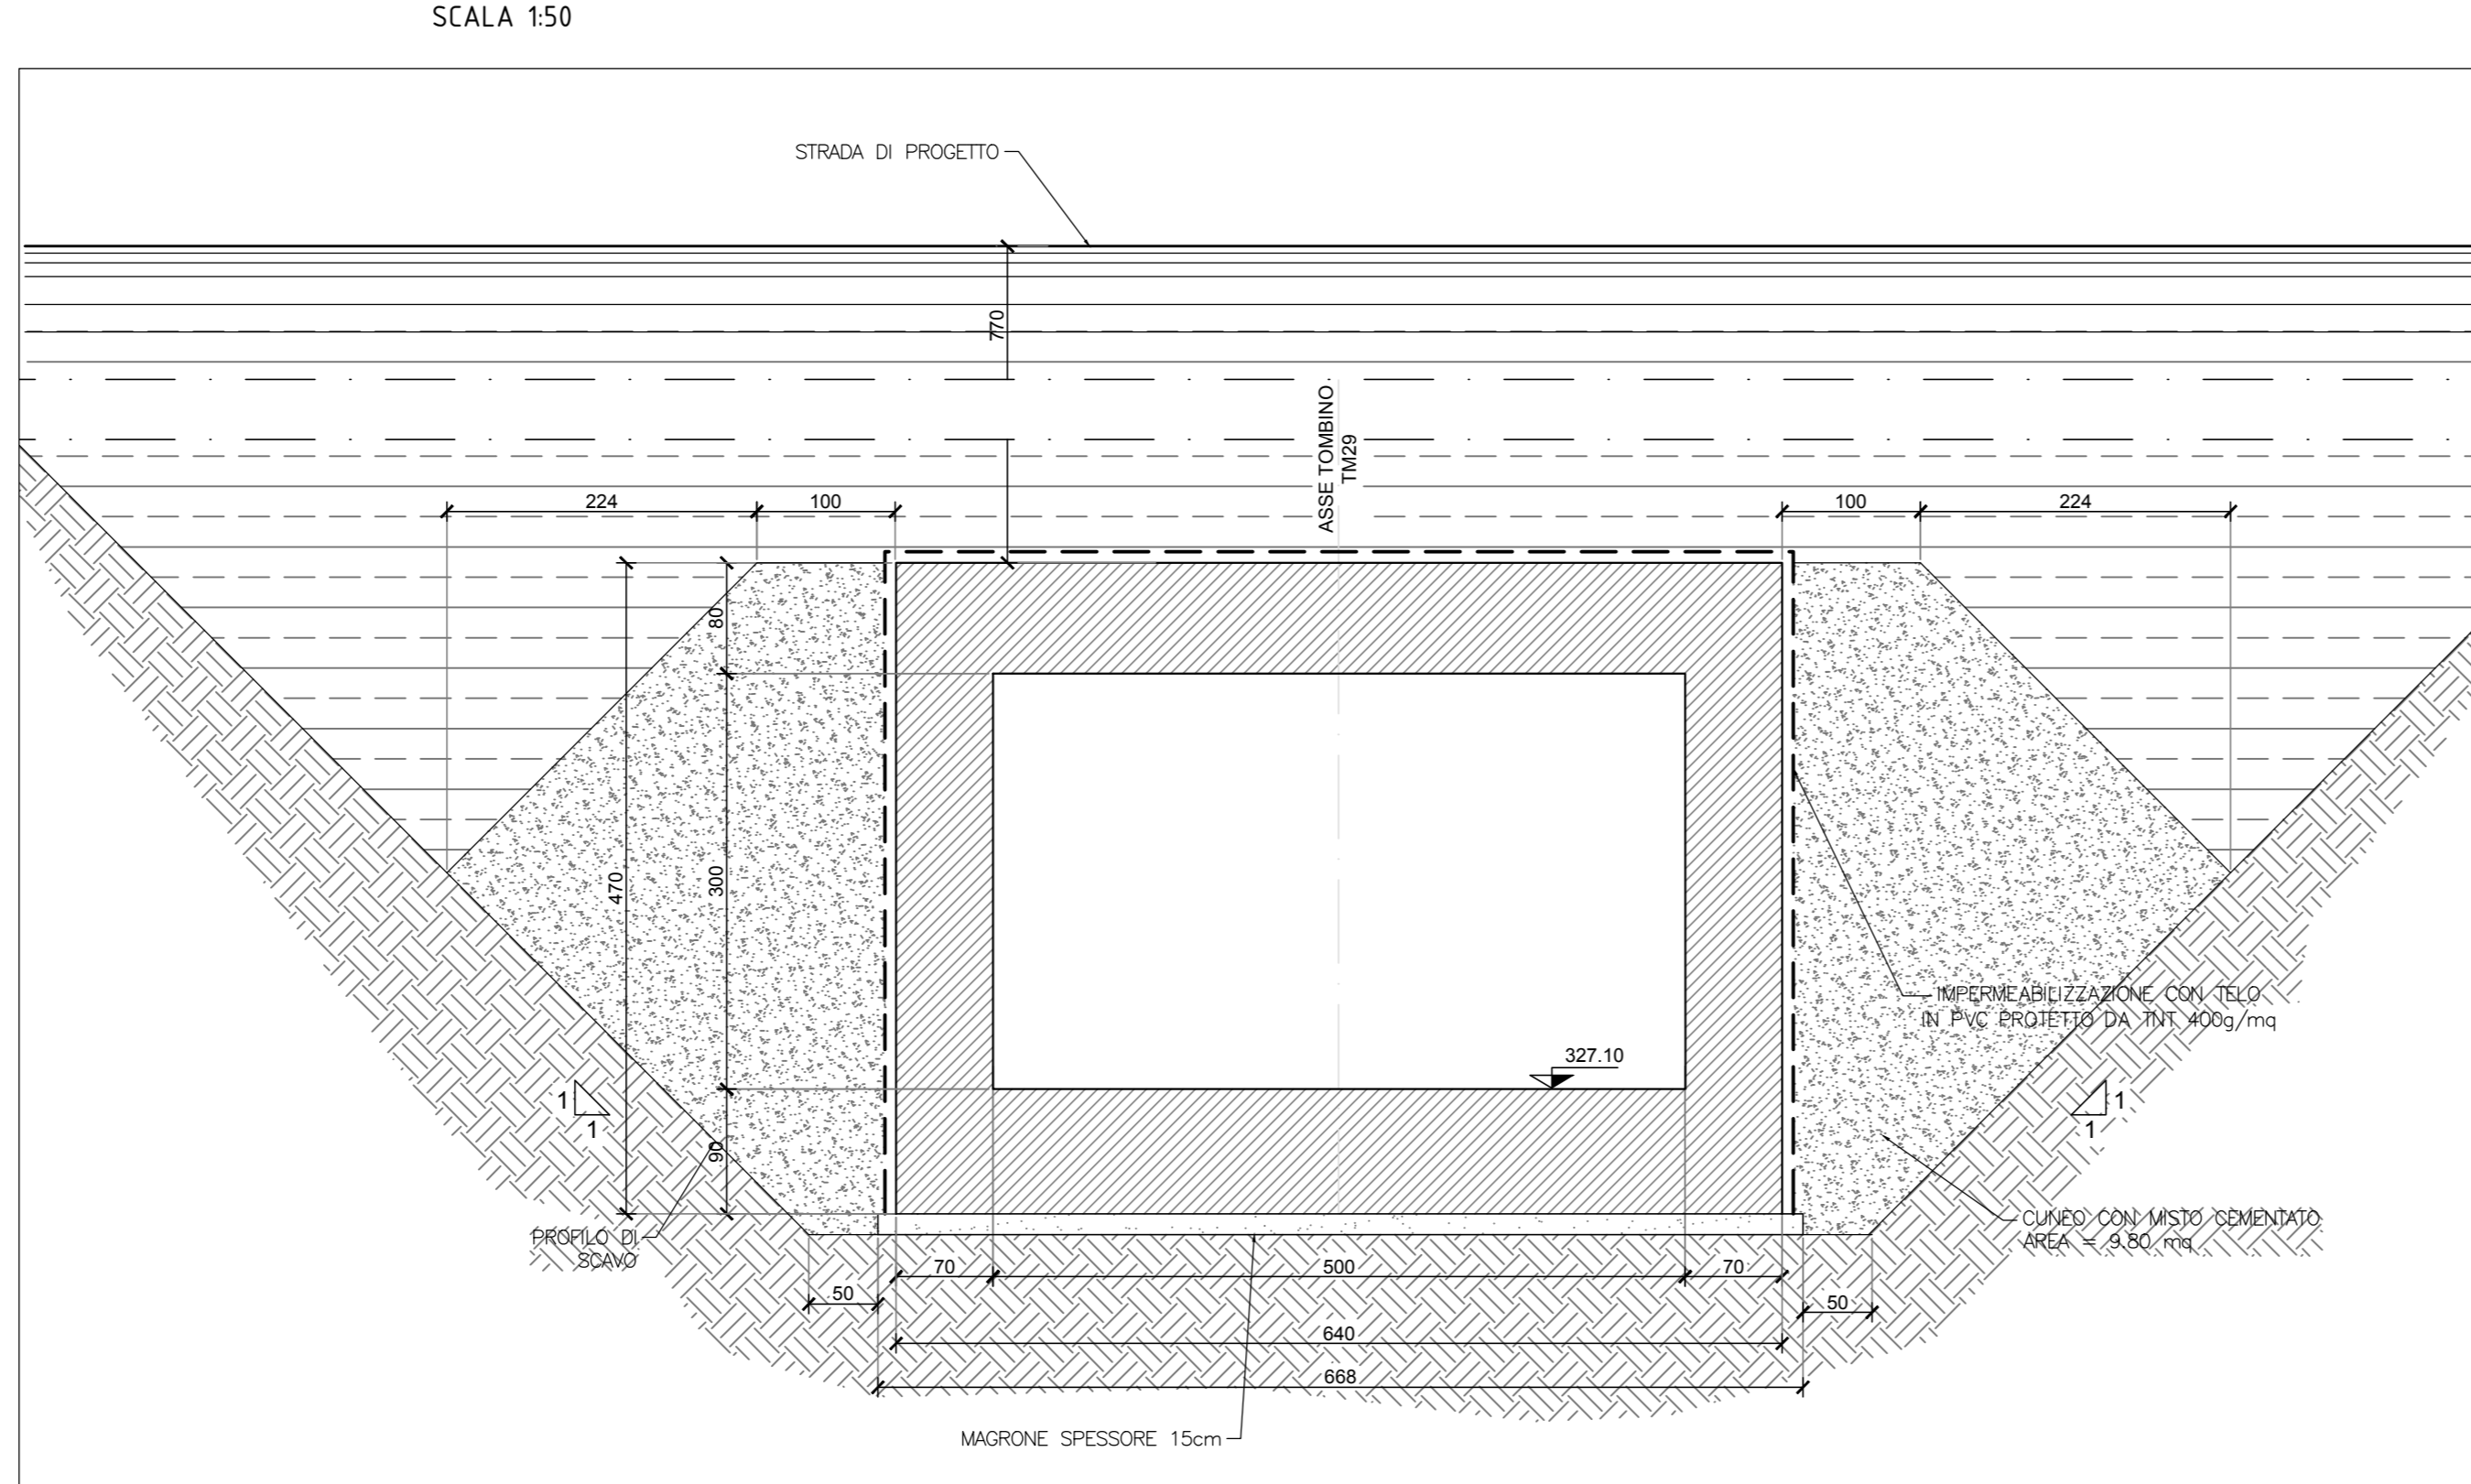 SCALA 1:50
STRADA DI PROGETTO
770
ASSE TOMBINO
TM29
224
100
100
224
80
470
300
327.10
IMPERMEABILIZZAZIONE CON TELO
IN PVC PROTETTO DA TNT 400g/mq
1
1
1
1
90
PROFILO DI
SCAVO
CUNEO CON MISTO CEMENTATO
AREA = 9.80 mq
70
500
70
50
50
640
668
MAGRONE SPESSORE 15cm